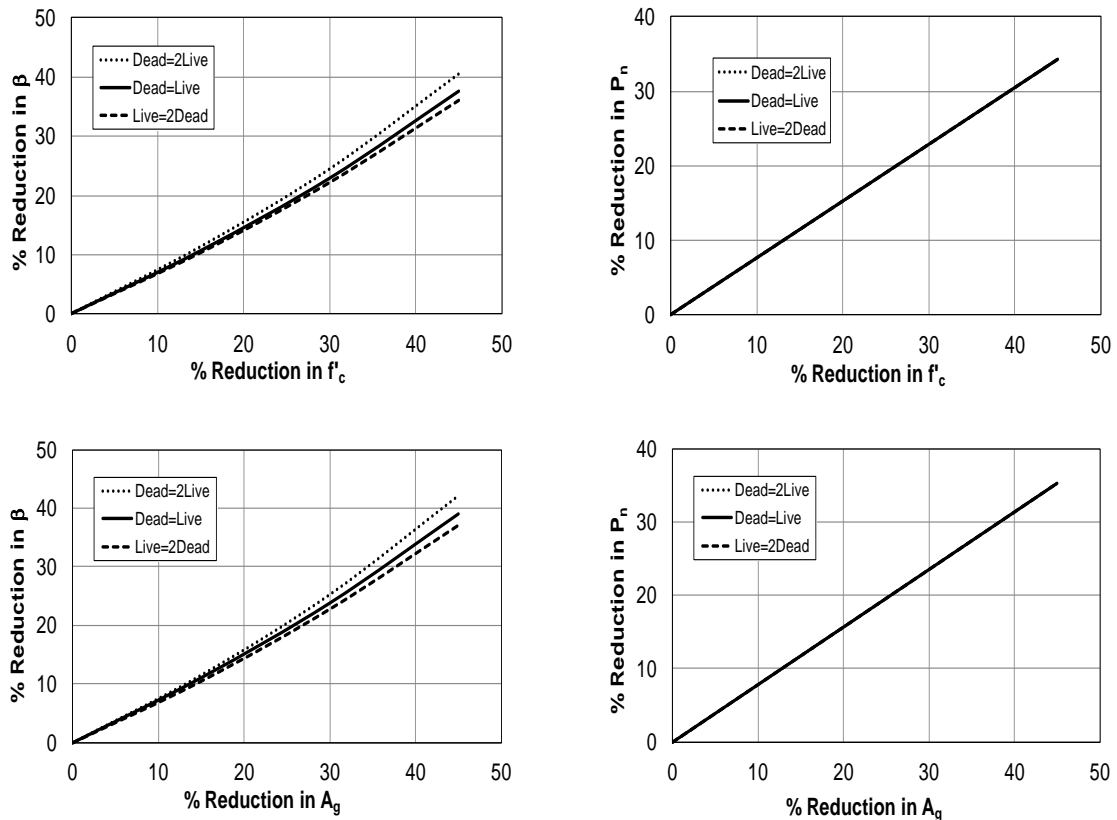 50
40
30
20
10
0
% Reduction in β
Dead=2Live
Dead=Live
Live=2Dead
0 10 20 30 40 50
% Reduction in f'c
40
30
20
10
0
% Reduction in Pn
Dead=2Live
Dead=Live
Live=2Dead
0 10 20 30 40 50
% Reduction in f'c
50
40
30
20
10
0
% Reduction in β
Dead=2Live
Dead=Live
Live=2Dead
0 10 20 30 40 50
% Reduction in Ag
40
30
20
10
0
% Reduction in Pn
Dead=2Live
Dead=Live
Live=2Dead
0 10 20 30 40 50
% Reduction in Ag